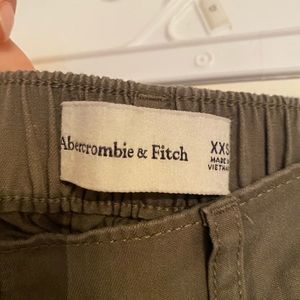 Abercrombie & Fitch
XXS
MADE IN
VIETNAM